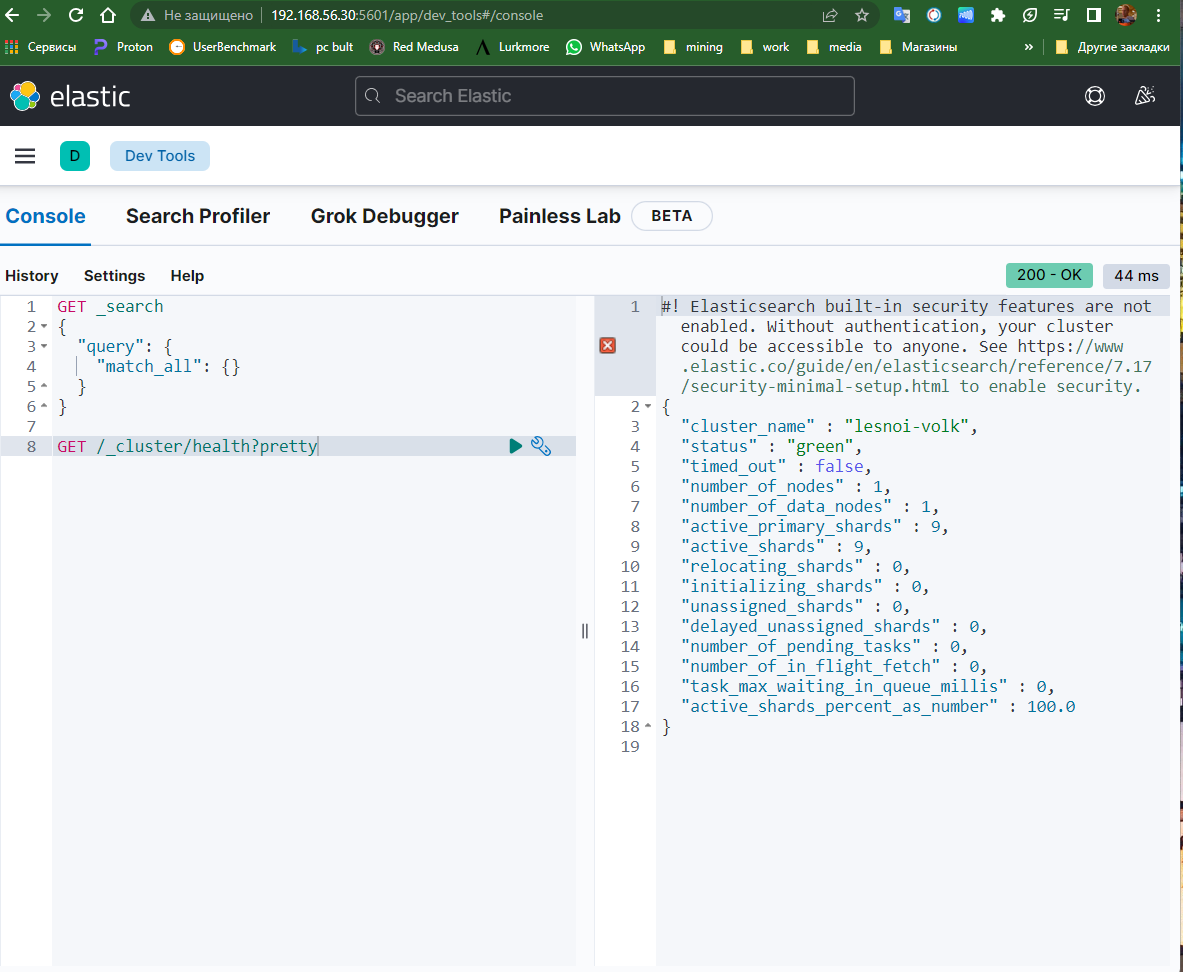 Не защищено 192.168.56.30:5601/app/dev_tools#/console
Сервисы Proton UserBenchmark pc bult Red Medusa Lurkmore WhatsApp mining work media Магазины » Другие закладки
elastic Search Elastic
D Dev Tools
Console Search Profiler Grok Debugger Painless Lab BETA
History Settings Help 200 - OK 44 ms
1 GET _search
2 {
3 "query": {
4 "match_all": {}
5 }
6 }
7
8 GET /_cluster/health?pretty
1 #! Elasticsearch built-in security features are not
enabled. Without authentication, your cluster
could be accessible to anyone. See https://www
.elastic.co/guide/en/elasticsearch/reference/7.17
/security-minimal-setup.html to enable security.
2 {
3 "cluster_name" : "lesnoi-volk",
4 "status" : "green",
5 "timed_out" : false,
6 "number_of_nodes" : 1,
7 "number_of_data_nodes" : 1,
8 "active_primary_shards" : 9,
9 "active_shards" : 9,
10 "relocating_shards" : 0,
11 "initializing_shards" : 0,
12 "unassigned_shards" : 0,
13 "delayed_unassigned_shards" : 0,
14 "number_of_pending_tasks" : 0,
15 "number_of_in_flight_fetch" : 0,
16 "task_max_waiting_in_queue_millis" : 0,
17 "active_shards_percent_as_number" : 100.0
18 }
19